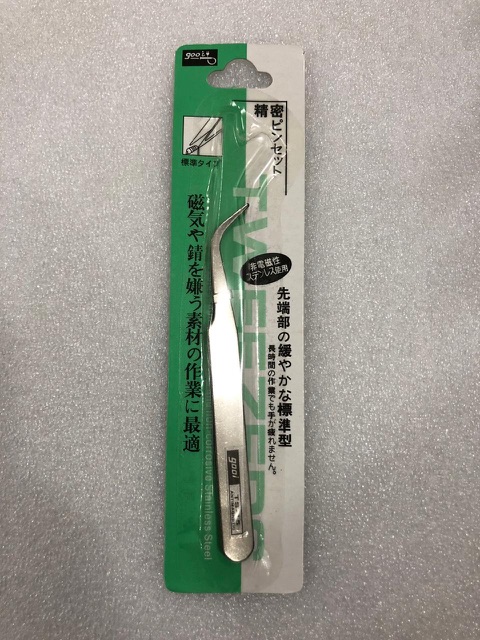 goot
精密ピンセット
標準タイプ
TWEEZERS
非電磁性
ステンレス使用
先端部の緩やかな標準型
長時間の作業でも手が疲れません。
磁気や錆を嫌う素材の作業に最適
Stainless Steel
goot